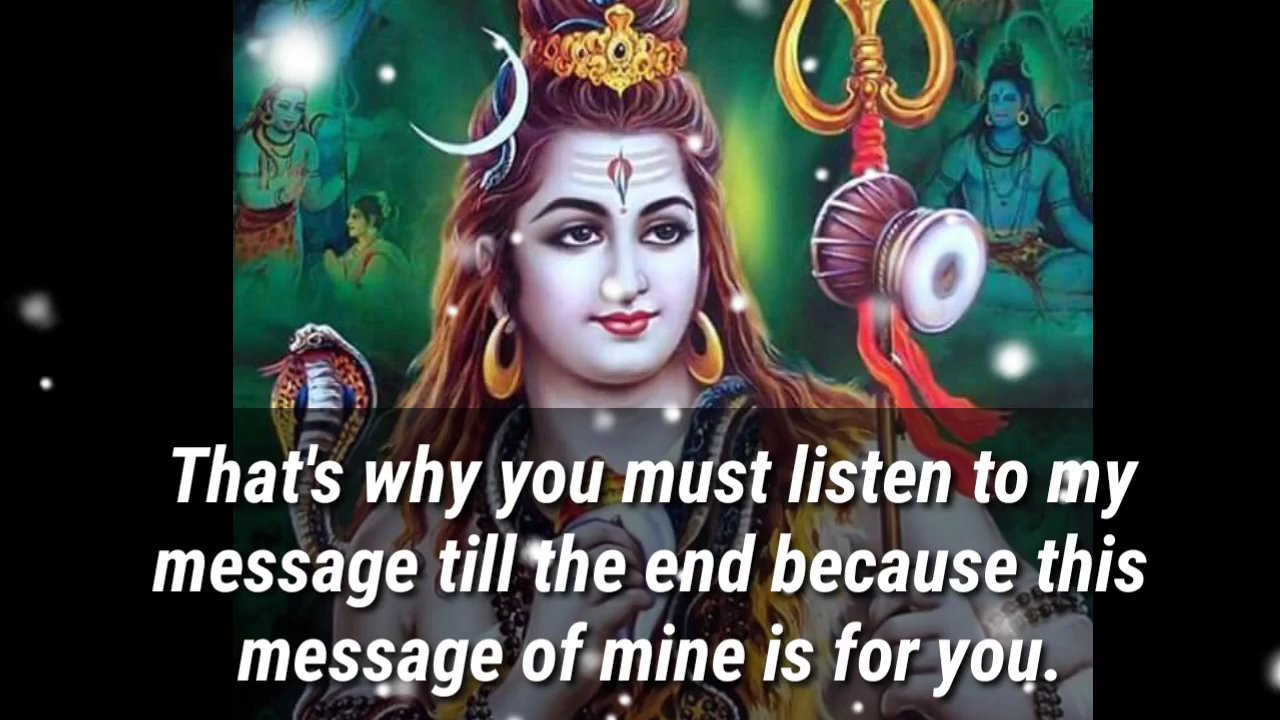 That's why you must listen to my
message till the end because this
message of mine is for you.